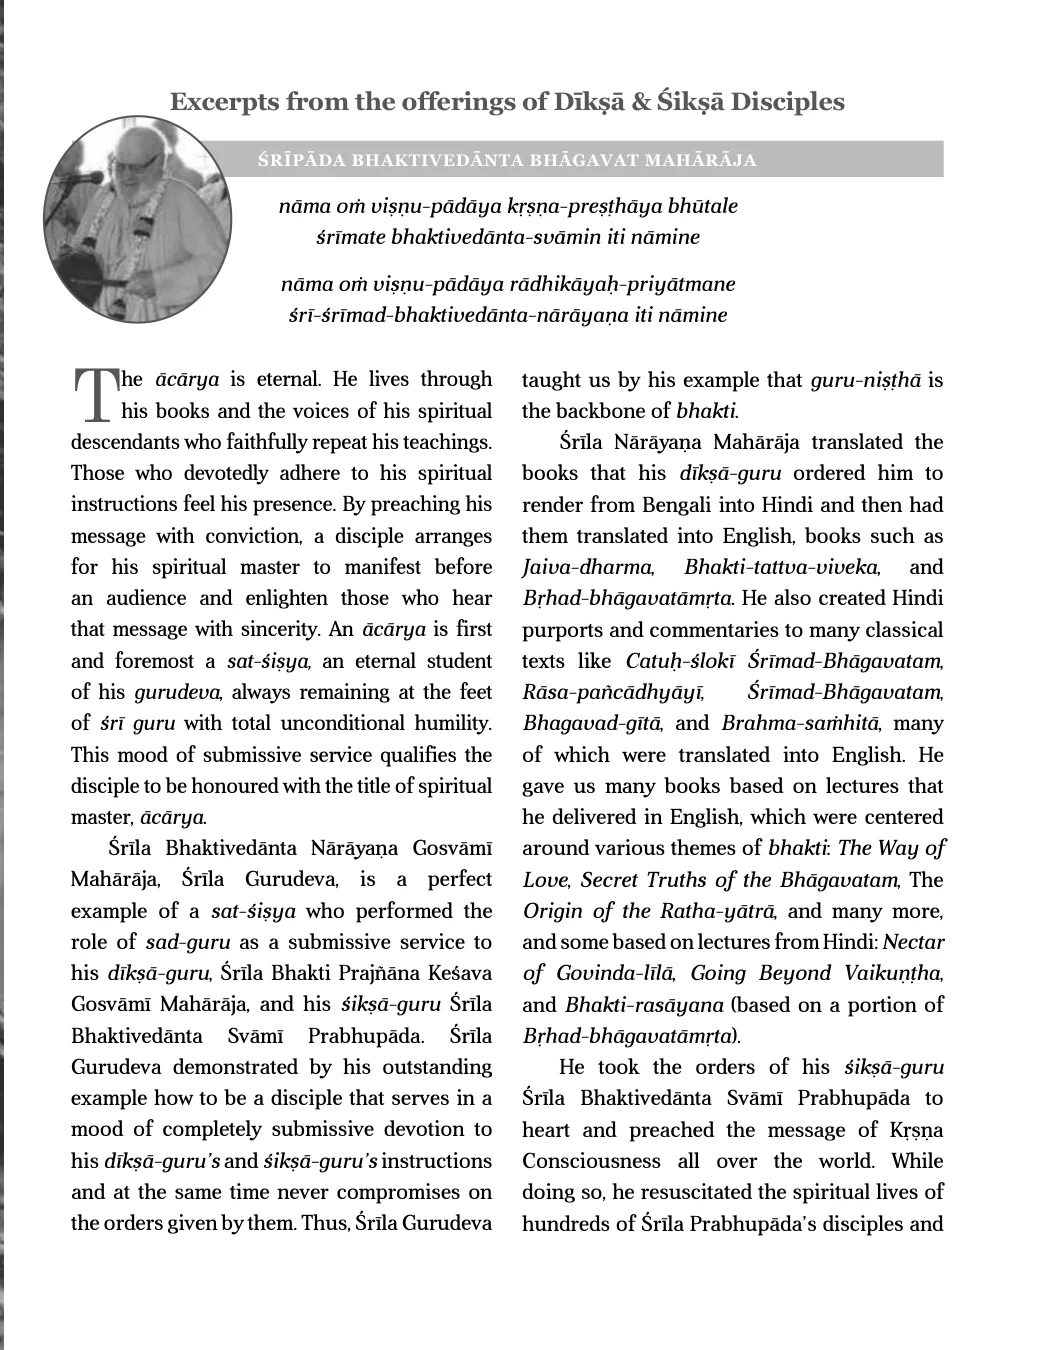 Excerpts from the offerings of Dīkṣā & Śikṣā Disciples
ŚRĪPĀDA BHAKTIVEDĀNTA BHĀGAVAT MAHĀRĀJA
nāma oṁ viṣṇu-pādāya kṛṣṇa-preṣṭhāya bhūtale
śrīmate bhaktivedānta-svāmin iti nāmine
nāma oṁ viṣṇu-pādāya rādhikāyaḥ-priyātmane
śrī-śrīmad-bhaktivedānta-nārāyaṇa iti nāmine
The ācārya is eternal. He lives through
his books and the voices of his spiritual
descendants who faithfully repeat his teachings.
Those who devotedly adhere to his spiritual
instructions feel his presence. By preaching his
message with conviction, a disciple arranges
for his spiritual master to manifest before
an audience and enlighten those who hear
that message with sincerity. An ācārya is first
and foremost a sat-śiṣya, an eternal student
of his gurudeva, always remaining at the feet
of śrī guru with total unconditional humility.
This mood of submissive service qualifies the
disciple to be honoured with the title of spiritual
master, ācārya.
Śrīla Bhaktivedānta Nārāyaṇa Gosvāmī
Mahārāja, Śrīla Gurudeva, is a perfect
example of a sat-śiṣya who performed the
role of sad-guru as a submissive service to
his dīkṣā-guru, Śrīla Bhakti Prajñāna Keśava
Gosvāmī Mahārāja, and his śikṣā-guru Śrīla
Bhaktivedānta Svāmī Prabhupāda. Śrīla
Gurudeva demonstrated by his outstanding
example how to be a disciple that serves in a
mood of completely submissive devotion to
his dīkṣā-guru's and śikṣā-guru's instructions
and at the same time never compromises on
the orders given by them. Thus, Śrīla Gurudeva
taught us by his example that guru-niṣṭhā is
the backbone of bhakti.
Śrīla Nārāyaṇa Mahārāja translated the
books that his dīkṣā-guru ordered him to
render from Bengali into Hindi and then had
them translated into English, books such as
Jaiva-dharma, Bhakti-tattva-viveka, and
Bṛhad-bhāgavatāmṛta. He also created Hindi
purports and commentaries to many classical
texts like Catuḥ-ślokī Śrīmad-Bhāgavatam,
Rāsa-pañcādhyāyī, Śrīmad-Bhāgavatam,
Bhagavad-gītā, and Brahma-saṁhitā, many
of which were translated into English. He
gave us many books based on lectures that
he delivered in English, which were centered
around various themes of bhakti: The Way of
Love, Secret Truths of the Bhāgavatam, The
Origin of the Ratha-yātrā, and many more,
and some based on lectures from Hindi: Nectar
of Govinda-līlā, Going Beyond Vaikuṇṭha,
and Bhakti-rasāyana (based on a portion of
Bṛhad-bhāgavatāmṛta).
He took the orders of his śikṣā-guru
Śrīla Bhaktivedānta Svāmī Prabhupāda to
heart and preached the message of Kṛṣṇa
Consciousness all over the world. While
doing so, he resuscitated the spiritual lives of
hundreds of Śrīla Prabhupāda's disciples and